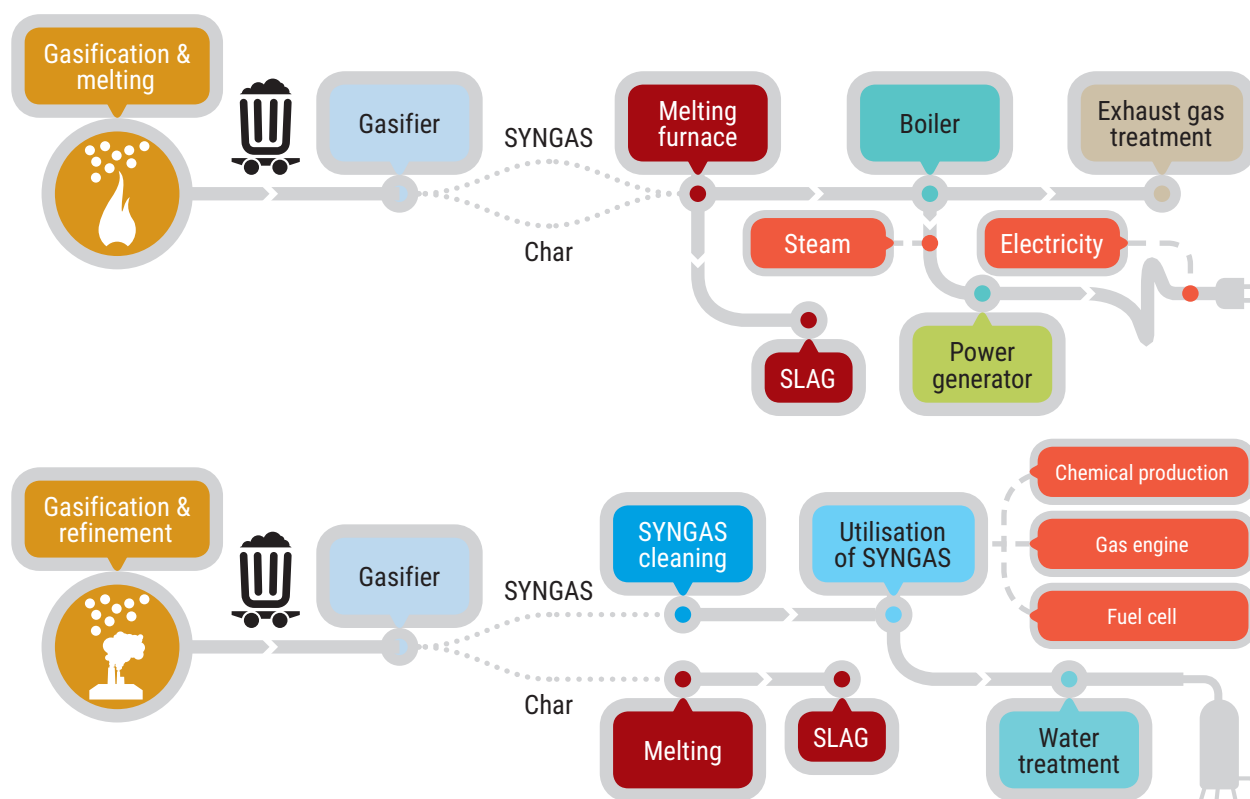 Gasification &
melting
Gasifier
SYNGAS
Char
Melting
furnace
Boiler
Exhaust gas
treatment
Steam
Electricity
SLAG
Power
generator
Gasification &
refinement
Gasifier
SYNGAS
Char
SYNGAS
cleaning
Utilisation
of SYNGAS
Chemical production
Gas engine
Fuel cell
Melting
SLAG
Water
treatment